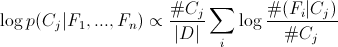 log p(C_j|F_1, ..., F_n) ∝ #C_j / |D| ∑_i log #(F_i|C_j) / #C_j